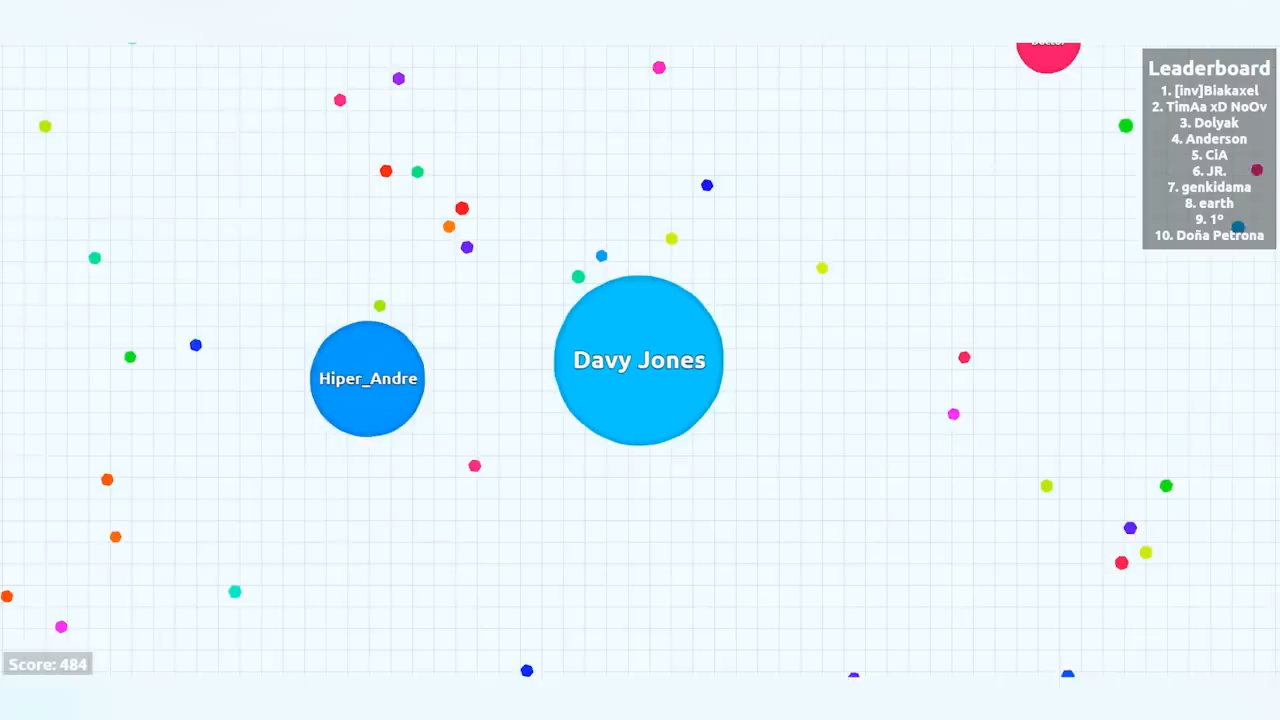 Leaderboard
1. [inv]Biakaxel
2. TimAa xD NoOv
3. Dolyak
4. Anderson
5. CiA
6. JR.
7. genkidama
8. earth
9. 1º
10. Doña Petrona
Davy Jones
Hiper_Andre
Score: 484